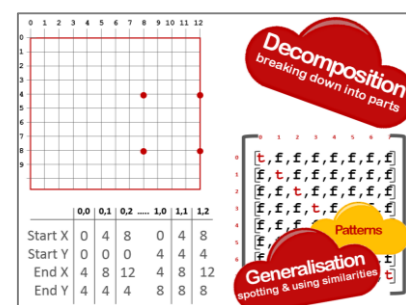 0 1 2 3 4 5 6 7 8 9 10 11 12
0
1
2
3
4
5
6
7
8
9
0,0 0,1 0,2 ..... 1,0 1,1 1,2
Start X 0 4 8 0 4 8
Start Y 0 0 0 4 4 4
End X 4 8 12 4 8 12
End Y 4 4 4 8 8 8
Decomposition
breaking down into parts
0 1 2 3 4 5 6 7
0 [t,f,f,f,f,f,f,f]
1 [f,t,f,f,f,f,f,f]
2 [f,f,t,f,f,f,f,f]
3 [f,f,f,t,f,f,f,f]
Patterns
Generalisation
spotting & using similarities